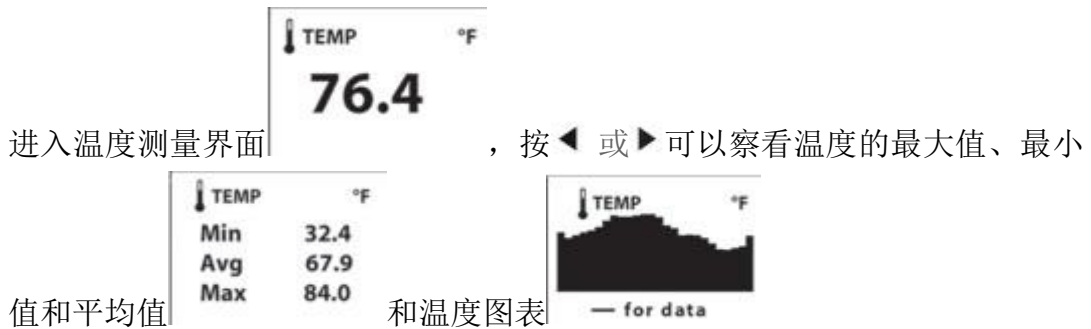 TEMP °F
76.4
进入温度测量界面 ，按◀ 或▶可以察看温度的最大值、最小
TEMP °F
Min 32.4
Avg 67.9
Max 84.0
TEMP °F
— for data
值和平均值 和温度图表